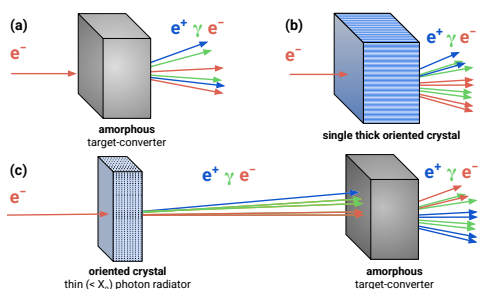 (a)
e⁺ γ e⁻
e⁻
amorphous
target-converter
(b)
e⁺ γ e⁻
e⁻
single thick oriented crystal
(c)
e⁻
e⁺ γ e⁻
e⁺ γ e⁻
oriented crystal
thin (< X₀) photon radiator
amorphous
target-converter